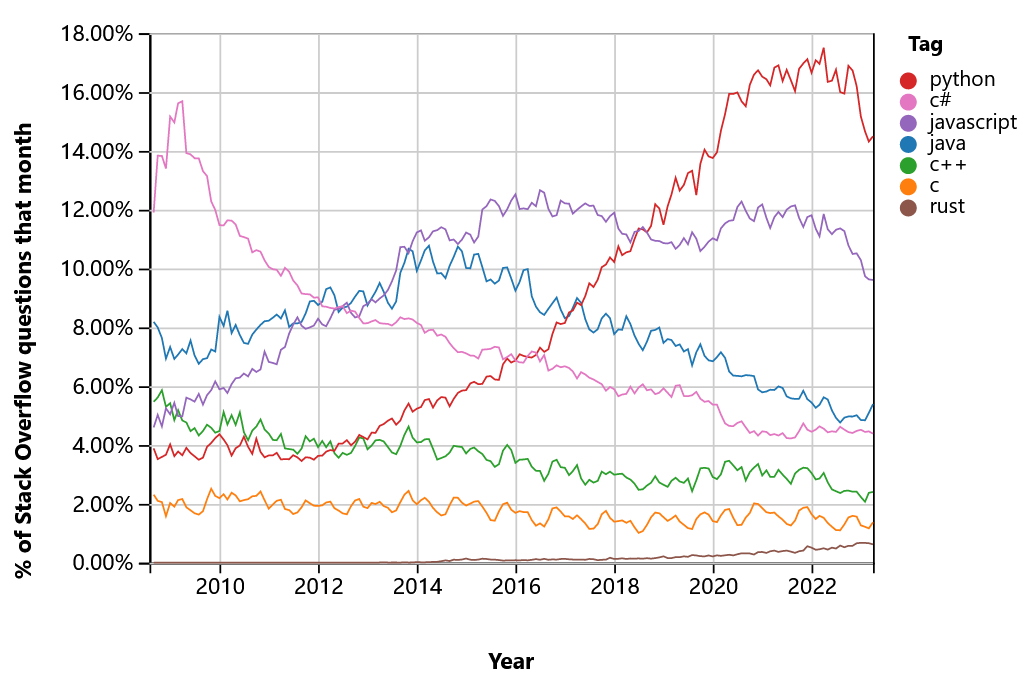 % of Stack Overflow questions that month
18.00%
16.00%
14.00%
12.00%
10.00%
8.00%
6.00%
4.00%
2.00%
0.00%
2010 2012 2014 2016 2018 2020 2022
Year
Tag
python
c#
javascript
java
c++
c
rust